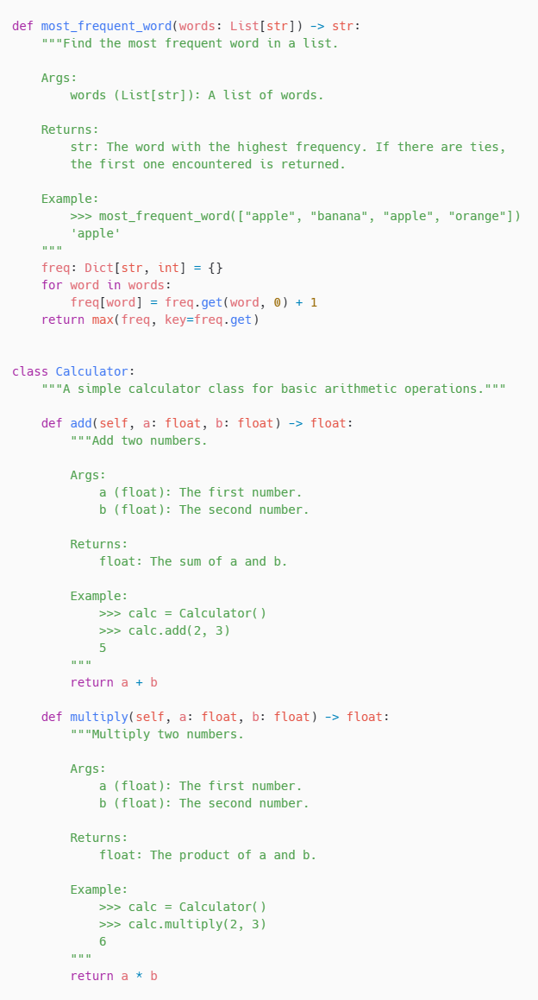 def most_frequent_word(words: List[str]) -> str:
    """Find the most frequent word in a list.

    Args:
        words (List[str]): A list of words.

    Returns:
        str: The word with the highest frequency. If there are ties,
        the first one encountered is returned.

    Example:
        >>> most_frequent_word(["apple", "banana", "apple", "orange"])
        'apple'
    """
    freq: Dict[str, int] = {}
    for word in words:
        freq[word] = freq.get(word, 0) + 1
    return max(freq, key=freq.get)


class Calculator:
    """A simple calculator class for basic arithmetic operations."""

    def add(self, a: float, b: float) -> float:
        """Add two numbers.

        Args:
            a (float): The first number.
            b (float): The second number.

        Returns:
            float: The sum of a and b.

        Example:
            >>> calc = Calculator()
            >>> calc.add(2, 3)
            5
        """
        return a + b

    def multiply(self, a: float, b: float) -> float:
        """Multiply two numbers.

        Args:
            a (float): The first number.
            b (float): The second number.

        Returns:
            float: The product of a and b.

        Example:
            >>> calc = Calculator()
            >>> calc.multiply(2, 3)
            6
        """
        return a * b